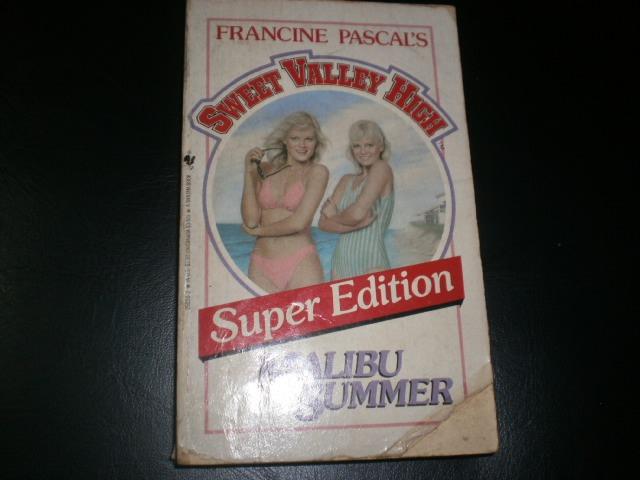 FRANCINE PASCAL'S
SWEET VALLEY HIGH
Super Edition
MALIBU
SUMMER